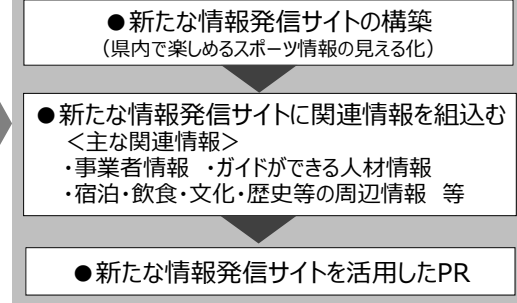 ●新たな情報発信サイトの構築
（県内で楽しめるスポーツ情報の見える化）
●新たな情報発信サイトに関連情報を組込む
＜主な関連情報＞
・事業者情報　・ガイドができる人材情報
・宿泊・飲食・文化・歴史等の周辺情報　等
●新たな情報発信サイトを活用したPR